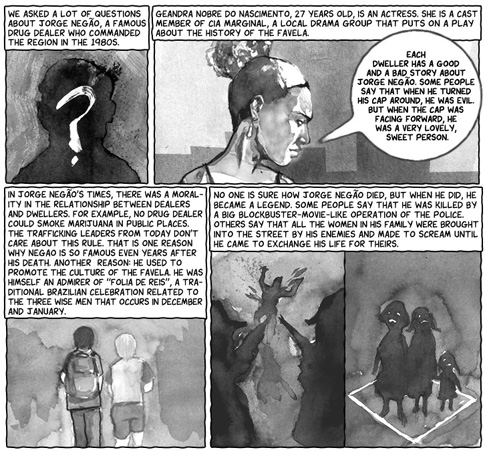 WE ASKED A LOT OF QUESTIONS
ABOUT JORGE NEGÃO, A FAMOUS
DRUG DEALER WHO COMMANDED
THE REGION IN THE 1980S.
?
GEANDRA NOBRE DO NASCIMENTO, 27 YEARS OLD, IS AN ACTRESS. SHE IS A CAST
MEMBER OF CIA MARGINAL, A LOCAL DRAMA GROUP THAT PUTS ON A PLAY
ABOUT THE HISTORY OF THE FAVELA.
EACH
DWELLER HAS A GOOD
AND A BAD STORY ABOUT
JORGE NEGÃO. SOME PEOPLE
SAY THAT WHEN HE TURNED
HIS CAP AROUND, HE WAS EVIL.
BUT WHEN THE CAP WAS
FACING FORWARD, HE
WAS A VERY LOVELY,
SWEET PERSON.
IN JORGE NEGÃO'S TIMES, THERE WAS A MORAL-
ITY IN THE RELATIONSHIP BETWEEN DEALERS
AND DWELLERS. FOR EXAMPLE, NO DRUG DEALER
COULD SMOKE MARIJUANA IN PUBLIC PLACES.
THE TRAFFICKING LEADERS FROM TODAY DON'T
CARE ABOUT THIS RULE. THAT IS ONE REASON
WHY NEGAO IS SO FAMOUS EVEN YEARS AFTER
HIS DEATH. ANOTHER REASON: HE USED TO
PROMOTE THE CULTURE OF THE FAVELA. HE WAS
HIMSELF AN ADMIRER OF "FOLIA DE REIS", A TRA-
DITIONAL BRAZILIAN CELEBRATION RELATED TO
THE THREE WISE MEN THAT OCCURS IN DECEMBER
AND JANUARY.
NO ONE IS SURE HOW JORGE NEGÃO DIED, BUT WHEN HE DID, HE
BECAME A LEGEND. SOME PEOPLE SAY THAT HE WAS KILLED BY
A BIG BLOCKBUSTER-MOVIE-LIKE OPERATION OF THE POLICE.
OTHERS SAY THAT ALL THE WOMEN IN HIS FAMILY WERE BROUGHT
INTO THE STREET BY HIS ENEMIES AND MADE TO SCREAM UNTIL
HE CAME TO EXCHANGE HIS LIFE FOR THEIRS.